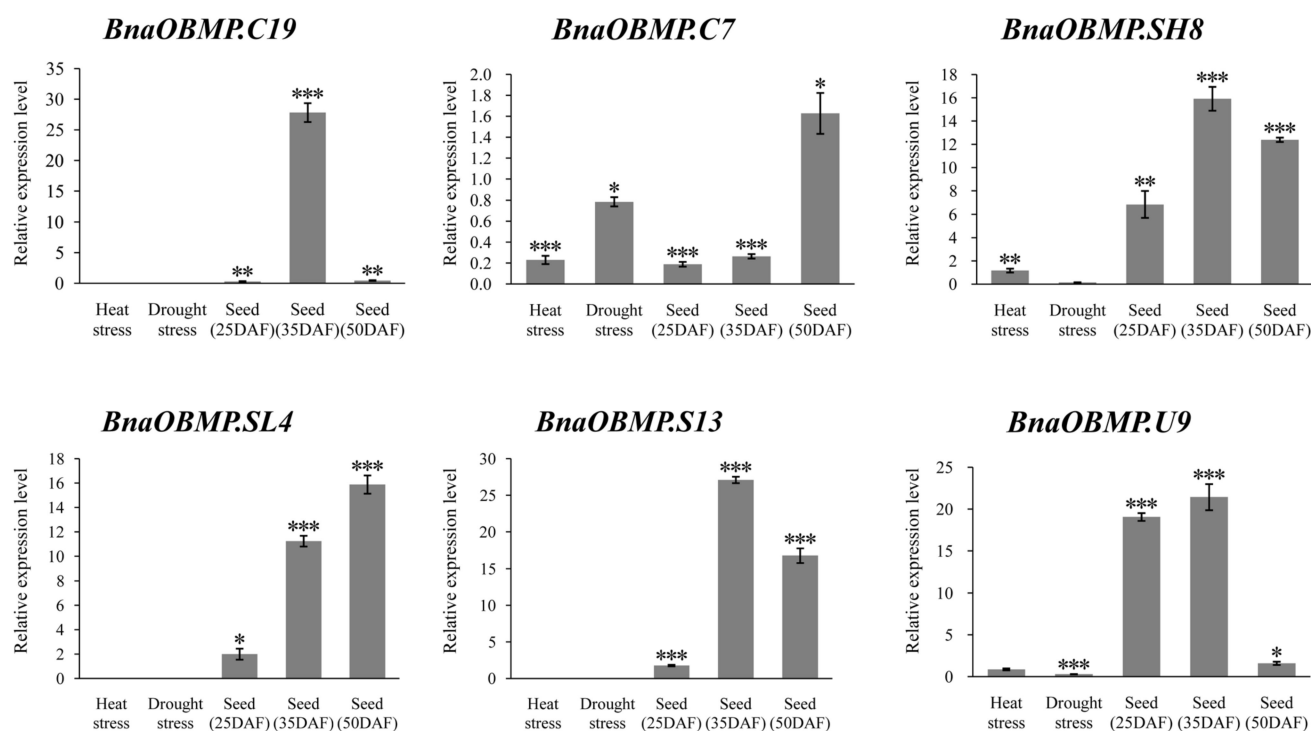 BnaOBMP.C19
Relative expression level
35
30
25
20
15
10
5
0
**
***
**
Heat stress
Drought stress
Seed (25DAF)
Seed (35DAF)
Seed (50DAF)
BnaOBMP.C7
Relative expression level
2.0
1.8
1.6
1.4
1.2
1.0
0.8
0.6
0.4
0.2
0.0
***
*
***
***
*
Heat stress
Drought stress
Seed (25DAF)
Seed (35DAF)
Seed (50DAF)
BnaOBMP.SH8
Relative expression level
18
16
14
12
10
8
6
4
2
0
**
**
***
***
Heat stress
Drought stress
Seed (25DAF)
Seed (35DAF)
Seed (50DAF)
BnaOBMP.SL4
Relative expression level
18
16
14
12
10
8
6
4
2
0
*
***
***
Heat stress
Drought stress
Seed (25DAF)
Seed (35DAF)
Seed (50DAF)
BnaOBMP.S13
Relative expression level
30
25
20
15
10
5
0
***
***
***
Heat stress
Drought stress
Seed (25DAF)
Seed (35DAF)
Seed (50DAF)
BnaOBMP.U9
Relative expression level
25
20
15
10
5
0
***
***
***
*
Heat stress
Drought stress
Seed (25DAF)
Seed (35DAF)
Seed (50DAF)